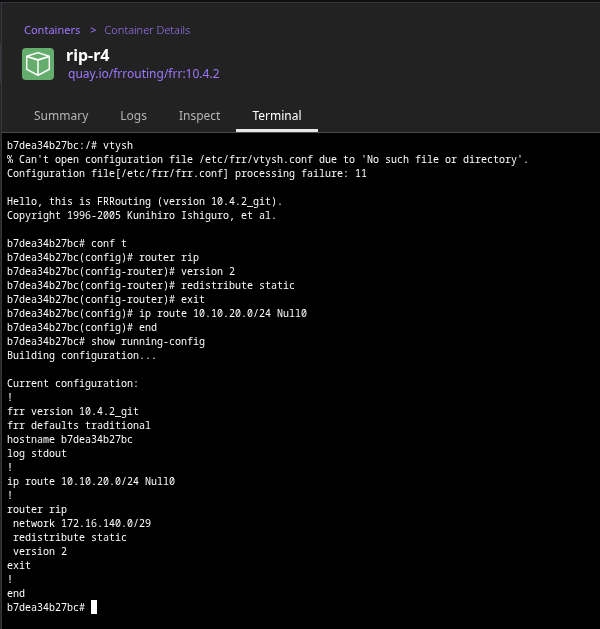 Containers > Container Details
rip-r4
quay.io/frrouting/frr:10.4.2
Summary Logs Inspect Terminal
b7dea34b27bc:/# vtysh
% Can't open configuration file /etc/frr/vtysh.conf due to 'No such file or directory'.
Configuration file[/etc/frr/frr.conf] processing failure: 11
Hello, this is FRRouting (version 10.4.2_git).
Copyright 1996-2005 Kunihiro Ishiguro, et al.
b7dea34b27bc# conf t
b7dea34b27bc(config)# router rip
b7dea34b27bc(config-router)# version 2
b7dea34b27bc(config-router)# redistribute static
b7dea34b27bc(config-router)# exit
b7dea34b27bc(config)# ip route 10.10.20.0/24 Null0
b7dea34b27bc(config)# end
b7dea34b27bc# show running-config
Building configuration...
Current configuration:
!
frr version 10.4.2_git
frr defaults traditional
hostname b7dea34b27bc
log stdout
!
ip route 10.10.20.0/24 Null0
!
router rip
 network 172.16.140.0/29
 redistribute static
 version 2
exit
!
end
b7dea34b27bc#